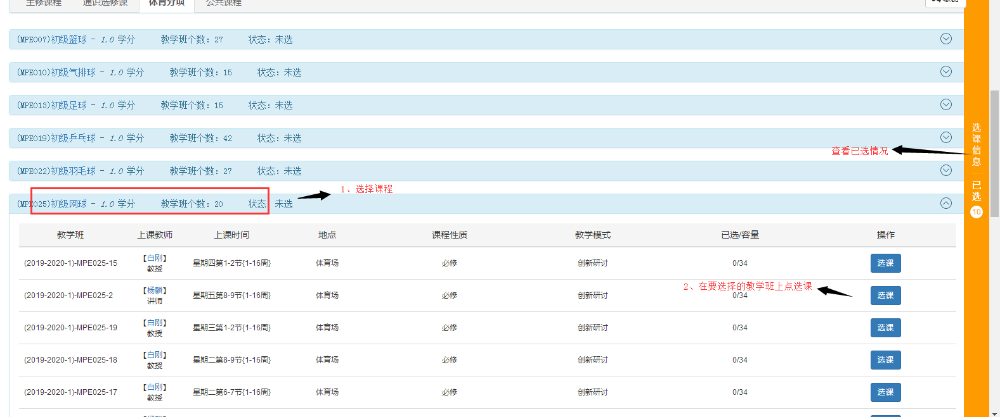 主修课程 通识选修课 体育分项 公共课程
(MPE007)初级篮球 - 1.0 学分 教学班个数：27 状态：未选
(MPE010)初级气排球 - 1.0 学分 教学班个数：15 状态：未选
(MPE013)初级足球 - 1.0 学分 教学班个数：15 状态：未选
(MPE019)初级乒乓球 - 1.0 学分 教学班个数：42 状态：未选
查看已选情况
(MPE022)初级羽毛球 - 1.0 学分 教学班个数：27 状态：未选
1、选择课程
(MPE025)初级网球 - 1.0 学分 教学班个数：20 状态 未选
选课信息
已选
10
教学班 上课教师 上课时间 地点 课程性质 教学模式 已选/容量 操作
(2019-2020-1)-MPE025-15 【白刚】 星期四第1-2节{1-16周} 体育场 必修 创新研讨 0/34 选课
教授
2、在要选择的教学班上点选课
(2019-2020-1)-MPE025-2 【杨麟】 星期五第8-9节{1-16周} 体育场 必修 创新研讨 0/34 选课
讲师
(2019-2020-1)-MPE025-19 【白刚】 星期三第1-2节{1-16周} 体育场 必修 创新研讨 0/34 选课
教授
(2019-2020-1)-MPE025-18 【白刚】 星期二第8-9节{1-16周} 体育场 必修 创新研讨 0/34 选课
教授
(2019-2020-1)-MPE025-17 【白刚】 星期二第6-7节{1-16周} 体育场 必修 创新研讨 0/34 选课
教授